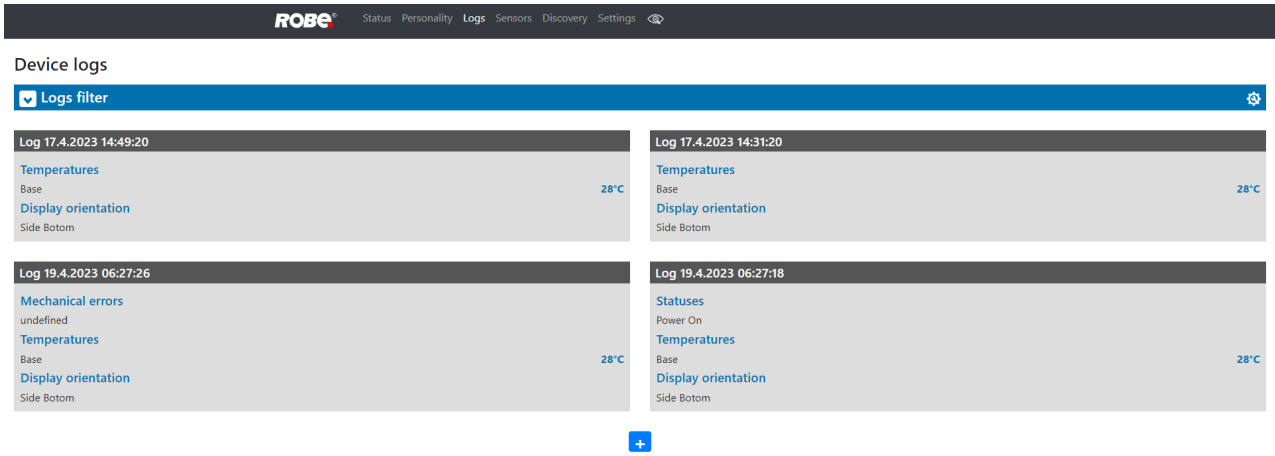 ROBE® Status Personality Logs Sensors Discovery Settings
Device logs
Logs filter
Log 17.4.2023 14:49:20
Temperatures
Base 28°C
Display orientation
Side Botom
Log 17.4.2023 14:31:20
Temperatures
Base 28°C
Display orientation
Side Botom
Log 19.4.2023 06:27:26
Mechanical errors
undefined
Temperatures
Base 28°C
Display orientation
Side Botom
Log 19.4.2023 06:27:18
Statuses
Power On
Temperatures
Base 28°C
Display orientation
Side Botom
+